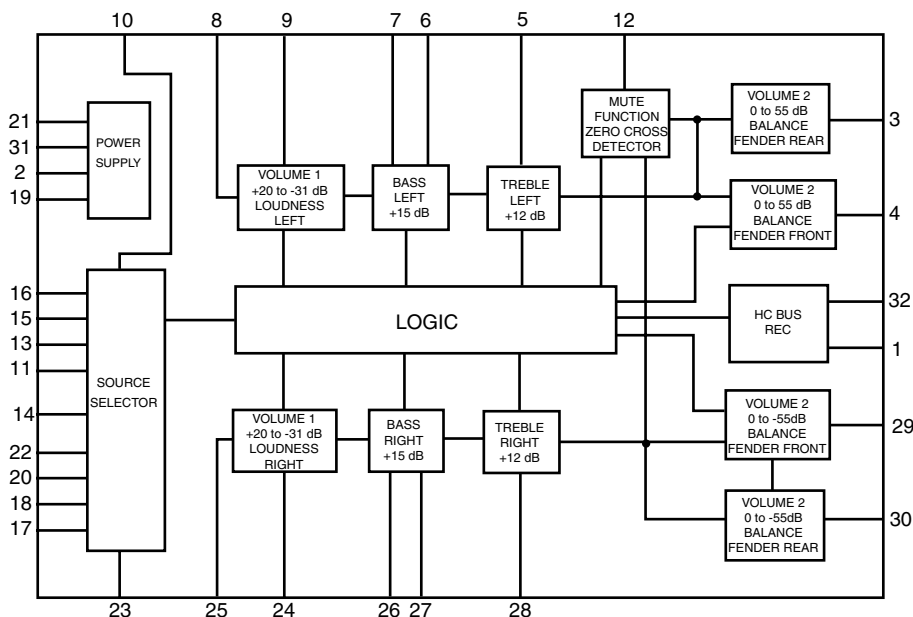 10
8
9
7
6
5
12
21
31
2
19
POWER
SUPPLY
VOLUME 1
+20 to -31 dB
LOUDNESS
LEFT
BASS
LEFT
+15 dB
TREBLE
LEFT
+12 dB
MUTE
FUNCTION
ZERO CROSS
DETECTOR
VOLUME 2
0 to 55 dB
BALANCE
FENDER REAR
3
VOLUME 2
0 to 55 dB
BALANCE
FENDER FRONT
4
16
15
13
11
14
22
20
18
17
SOURCE
SELECTOR
LOGIC
HC BUS
REC
32
1
VOLUME 1
+20 to -31 dB
LOUDNESS
RIGHT
BASS
RIGHT
+15 dB
TREBLE
RIGHT
+12 dB
VOLUME 2
0 to -55dB
BALANCE
FENDER FRONT
29
VOLUME 2
0 to -55dB
BALANCE
FENDER REAR
30
23
25
24
26
27
28